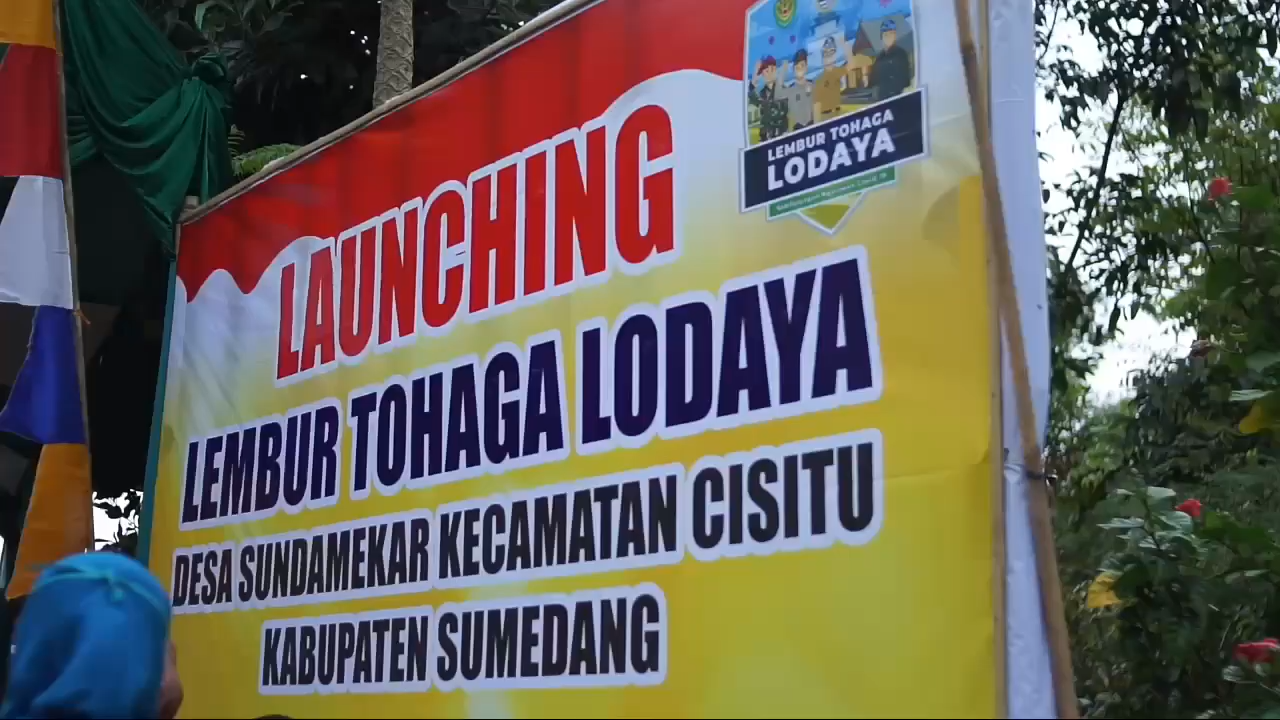 LEMBUR TOHAGA
LODAYA
LAUNCHING
LEMBUR TOHAGA LODAYA
DESA SUNDAMEKAR KECAMATAN CISITU
KABUPATEN SUMEDANG